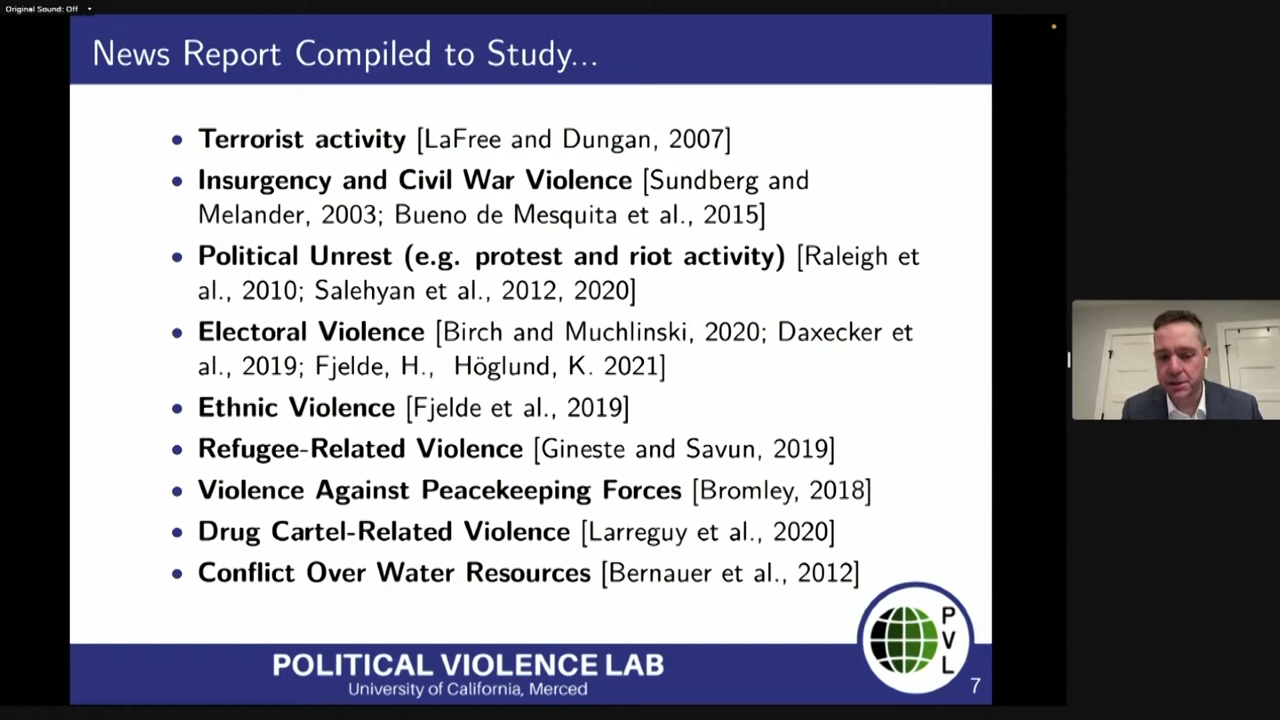 Original Sound: Off
News Report Compiled to Study...
• Terrorist activity [LaFree and Dungan, 2007]
• Insurgency and Civil War Violence [Sundberg and
Melander, 2003; Bueno de Mesquita et al., 2015]
• Political Unrest (e.g. protest and riot activity) [Raleigh et
al., 2010; Salehyan et al., 2012, 2020]
• Electoral Violence [Birch and Muchlinski, 2020; Daxecker et
al., 2019; Fjelde, H., Höglund, K. 2021]
• Ethnic Violence [Fjelde et al., 2019]
• Refugee-Related Violence [Gineste and Savun, 2019]
• Violence Against Peacekeeping Forces [Bromley, 2018]
• Drug Cartel-Related Violence [Larreguy et al., 2020]
• Conflict Over Water Resources [Bernauer et al., 2012]
P
V
L
POLITICAL VIOLENCE LAB
University of California, Merced
7